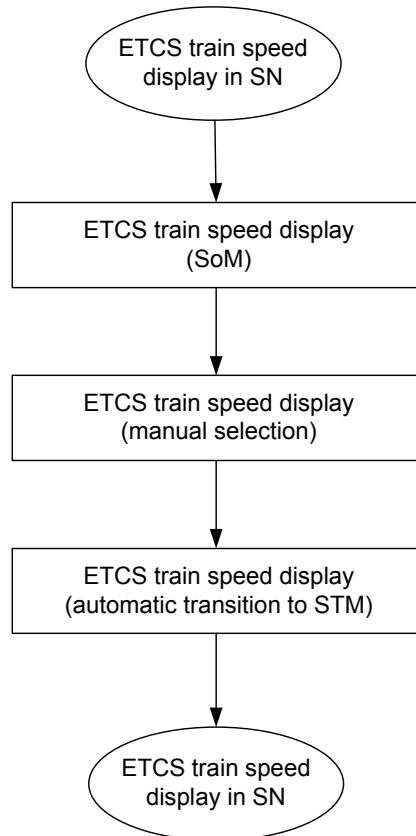 ETCS train speed
display in SN
ETCS train speed display
(SoM)
ETCS train speed display
(manual selection)
ETCS train speed display
(automatic transition to STM)
ETCS train speed
display in SN